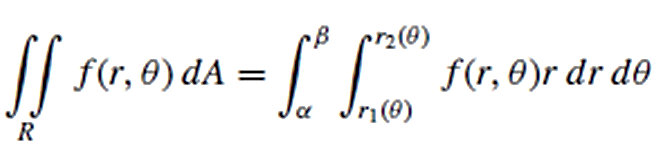 ∬_R f(r, θ) dA = ∫_α^β ∫_{r₁(θ)}^{r₂(θ)} f(r, θ)r dr dθ